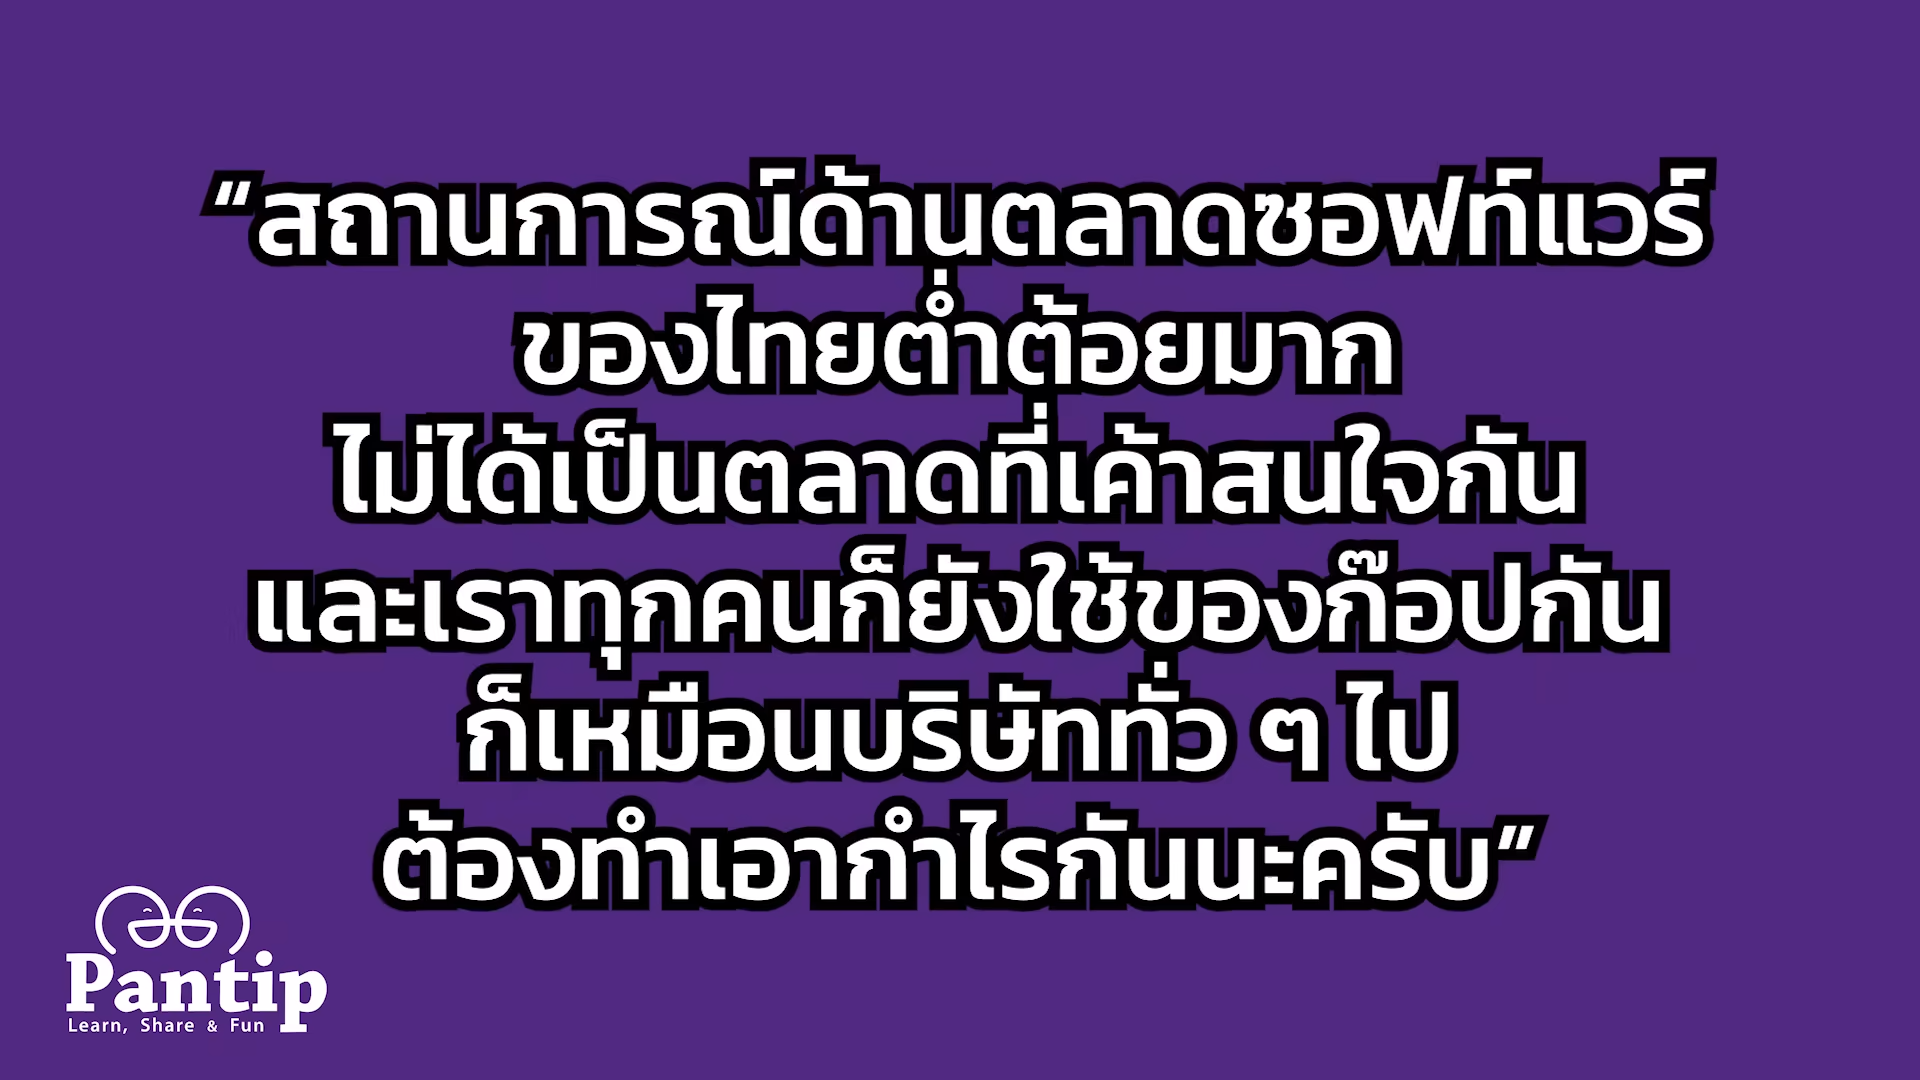 “สถานการณ์ด้านตลาดซอฟท์แวร์
ของไทยต่ำต้อยมาก
ไม่ได้เป็นตลาดที่เค้าสนใจกัน
และเราทุกคนก็ยังใช้ของก๊อปกัน
ก็เหมือนบริษัททั่ว ๆ ไป
ต้องทำเอากำไรกันนะครับ”
Pantip
Learn, Share & Fun